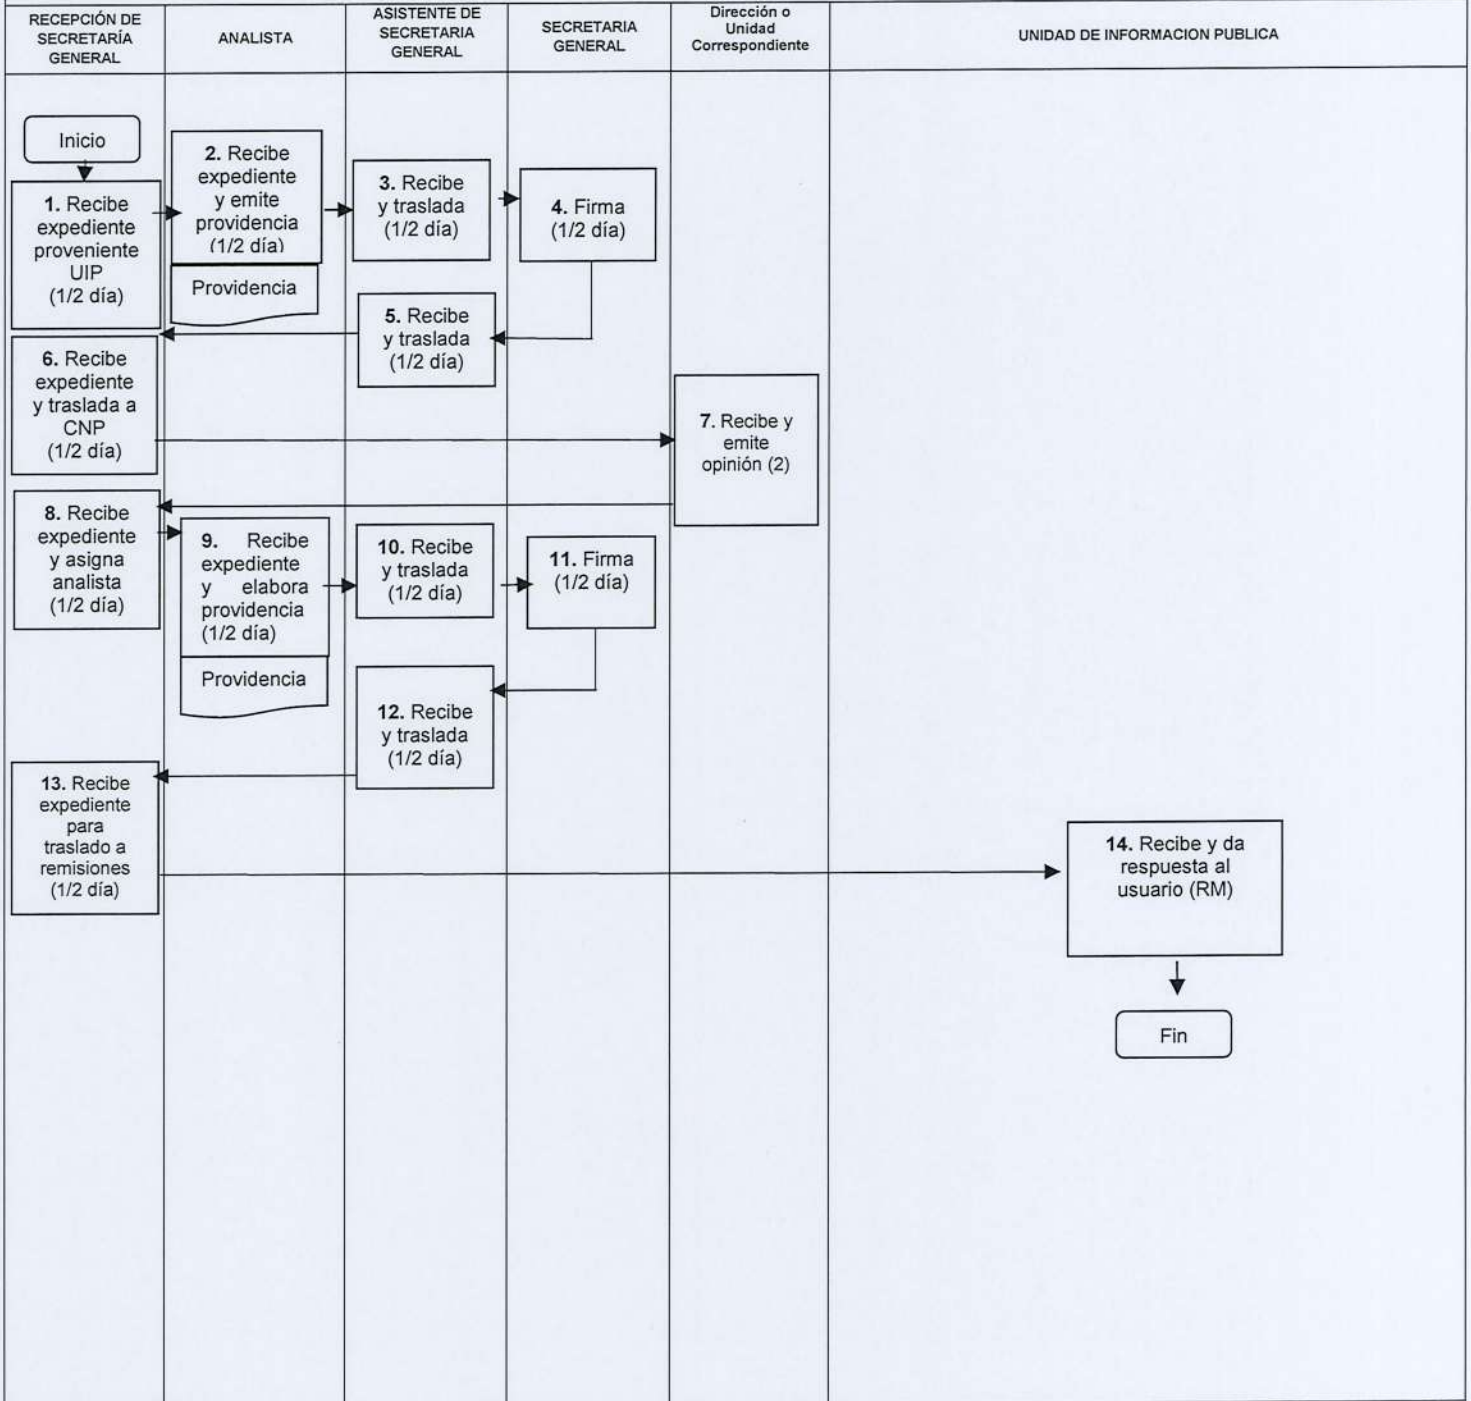 RECEPCIÓN DE
SECRETARÍA
GENERAL
ANALISTA
ASISTENTE DE
SECRETARIA
GENERAL
SECRETARIA
GENERAL
Dirección o
Unidad
Correspondiente
UNIDAD DE INFORMACION PUBLICA
Inicio
1. Recibe
expediente
proveniente
UIP
(1/2 día)
2. Recibe
expediente
y emite
providencia
(1/2 día)
Providencia
3. Recibe
y traslada
(1/2 día)
4. Firma
(1/2 día)
5. Recibe
y traslada
(1/2 día)
6. Recibe
expediente
y traslada a
CNP
(1/2 día)
7. Recibe y
emite
opinión (2)
8. Recibe
expediente
y asigna
analista
(1/2 día)
9. Recibe
expediente
y elabora
providencia
(1/2 día)
Providencia
10. Recibe
y traslada
(1/2 día)
11. Firma
(1/2 día)
12. Recibe
y traslada
(1/2 día)
13. Recibe
expediente
para
traslado a
remisiones
(1/2 día)
14. Recibe y da
respuesta al
usuario (RM)
Fin